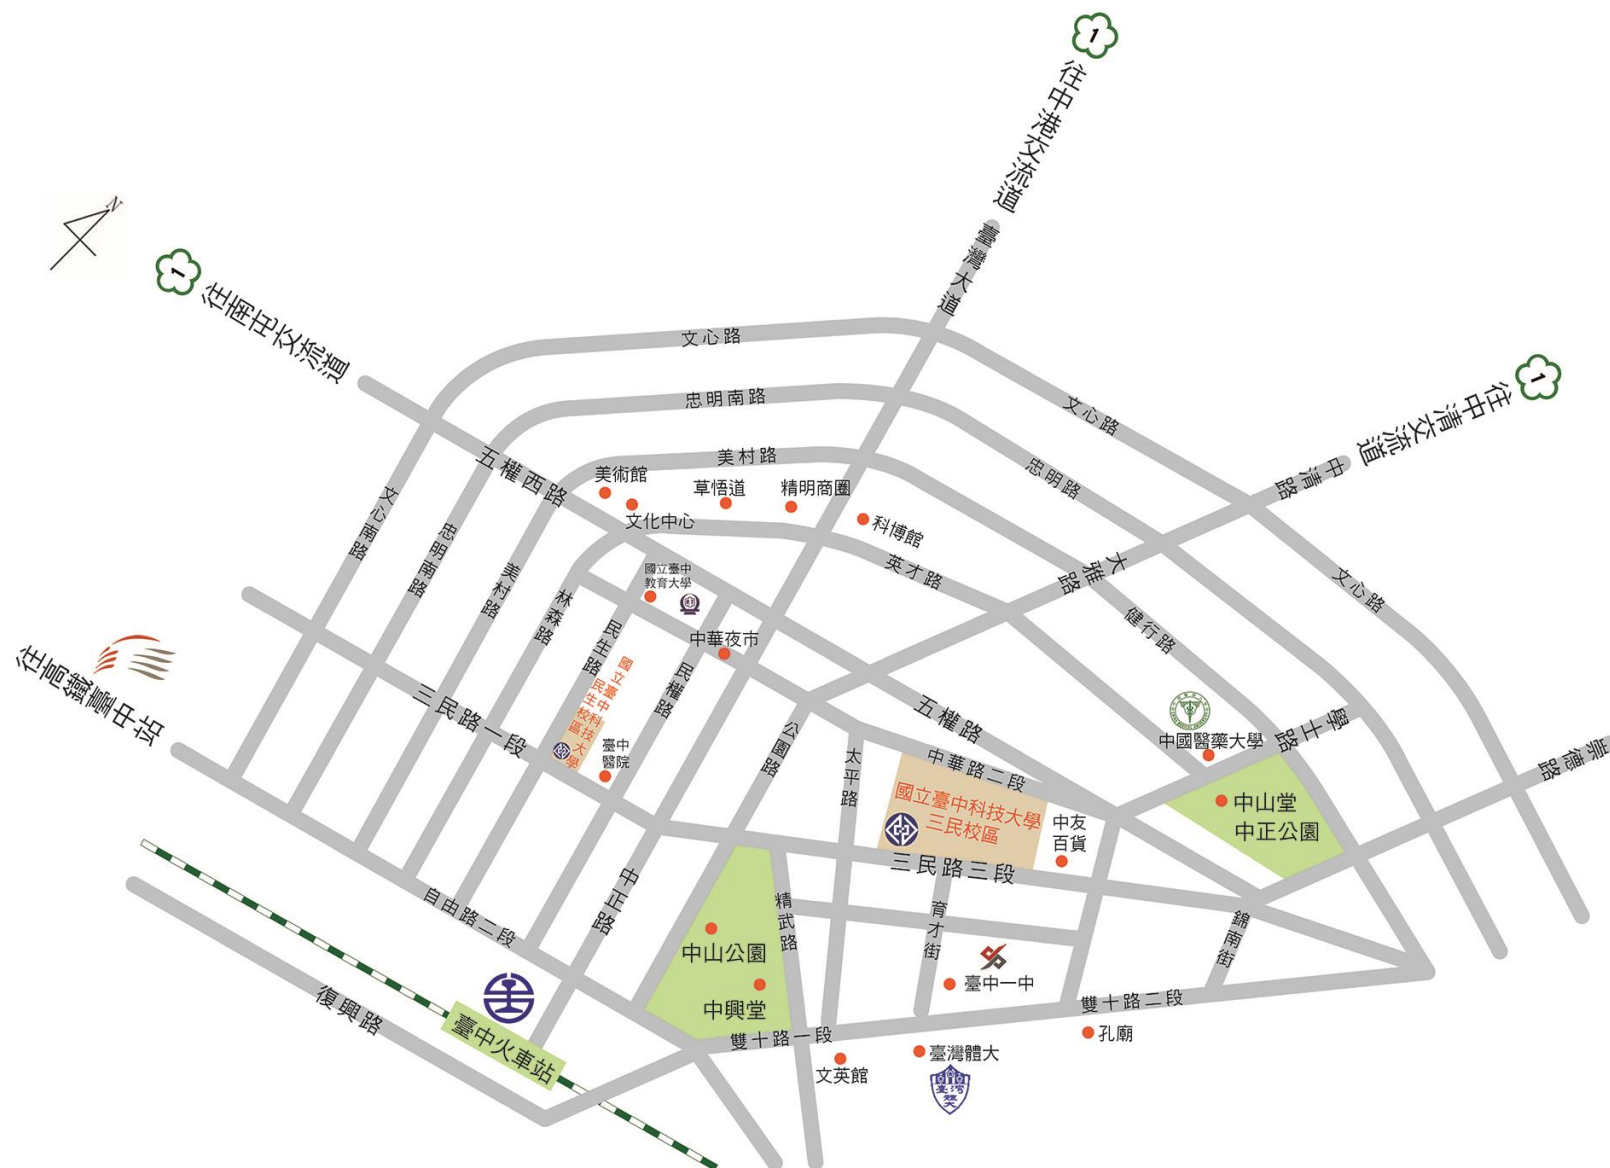 1
往中港交流道
臺灣大道
N
1
往南屯交流道
文心路
1
往中清交流道
中清路
忠明南路
文心路
五權西路
美村路
忠明路
美術館
草悟道
精明商圈
文化中心
科博館
文心南路
忠明南路
美村路
英才路
大雅路
文心路
國立臺中
教育大學
林森路
民生路
中華夜市
健行路
國立臺中科技大學
民生校區
民權路
往高鐵臺中站
三民路一段
臺中
醫院
公園路
太平路
五權路
中華路二段
中國醫藥大學
學士路
崇德路
國立臺中科技大學
三民校區
中友
百貨
中山堂
中正公園
三民路三段
自由路二段
中正路
精武路
育才街
錦南街
中山公園
臺中一中
中興堂
雙十路一段
雙十路二段
復興路
臺中火車站
文英館
臺灣體大
孔廟
臺灣
體大